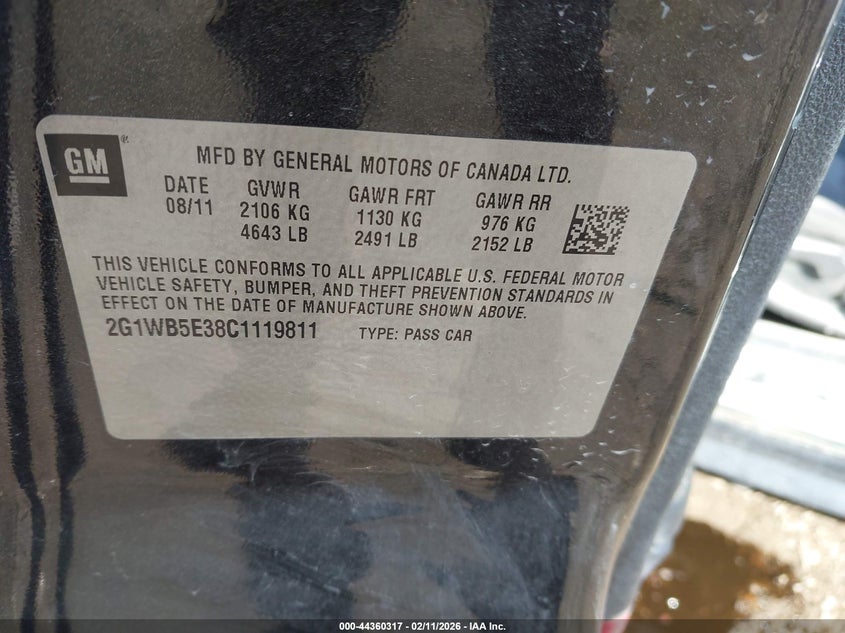 GM®
MFD BY GENERAL MOTORS OF CANADA LTD.
DATE GVWR GAWR FRT GAWR RR
08/11 2106 KG 1130 KG 976 KG
4643 LB 2491 LB 2152 LB
THIS VEHICLE CONFORMS TO ALL APPLICABLE U.S. FEDERAL MOTOR
VEHICLE SAFETY, BUMPER, AND THEFT PREVENTION STANDARDS IN
EFFECT ON THE DATE OF MANUFACTURE SHOWN ABOVE.
2G1WB5E38C1119811 TYPE: PASS CAR
000-44360317 - 02/11/2026 - IAA Inc.